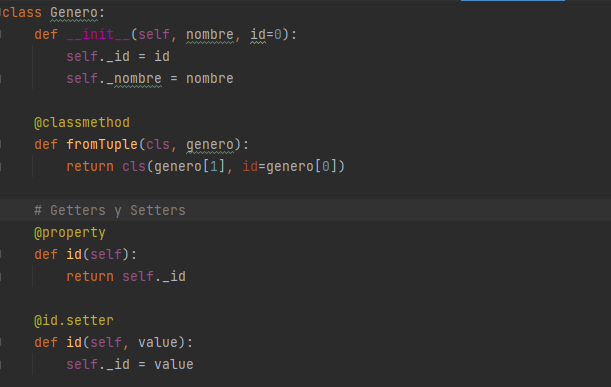 class Genero:
    def __init__(self, nombre, id=0):
        self._id = id
        self._nombre = nombre
    @classmethod
    def fromTuple(cls, genero):
        return cls(genero[1], id=genero[0])
    # Getters y Setters
    @property
    def id(self):
        return self._id
    @id.setter
    def id(self, value):
        self._id = value